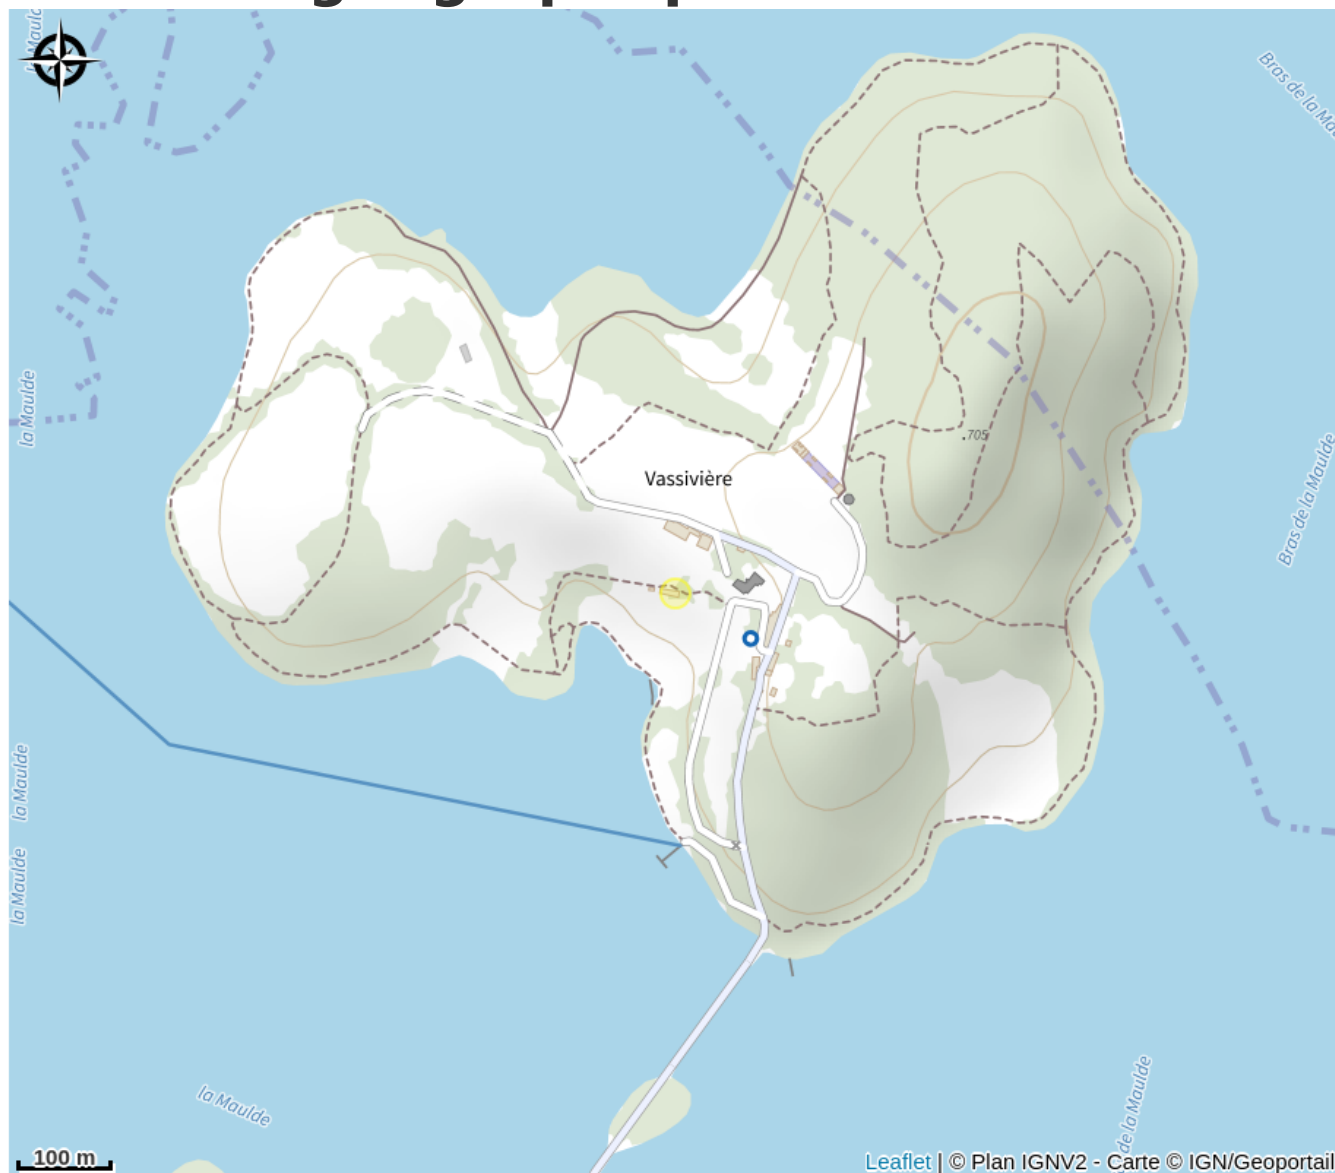 la Maulde
Bras de la
Vassivière
.705
la Maulde
Bras de la Maulde
la Maulde
la Maulde
la Maulde
de la Maulde
100 m
Leaflet | © Plan IGNV2 - Carte © IGN/Geoportail